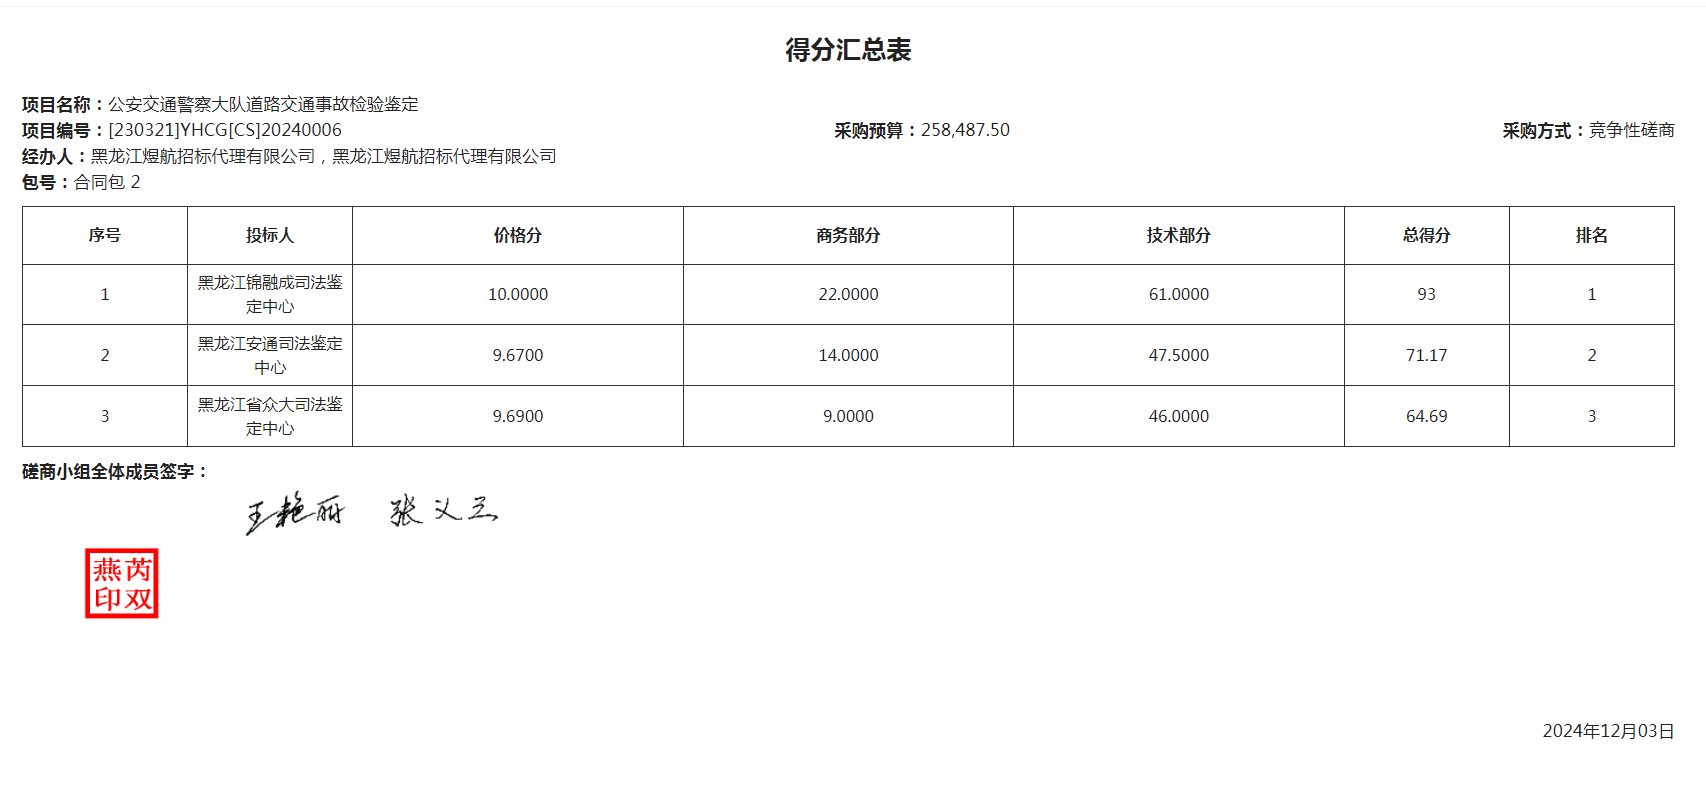 得分汇总表
项目名称：公安交通警察大队道路交通事故检验鉴定
项目编号：[230321]YHCG[CS]20240006 采购预算：258,487.50 采购方式：竞争性磋商
经办人：黑龙江煜航招标代理有限公司，黑龙江煜航招标代理有限公司
包号：合同包 2
序号 投标人 价格分 商务部分 技术部分 总得分 排名
1 黑龙江锦融成司法鉴定中心 10.0000 22.0000 61.0000 93 1
2 黑龙江安通司法鉴定中心 9.6700 14.0000 47.5000 71.17 2
3 黑龙江省众大司法鉴定中心 9.6900 9.0000 46.0000 64.69 3
磋商小组全体成员签字：
王艳丽 张义
燕芮
印双
2024年12月03日